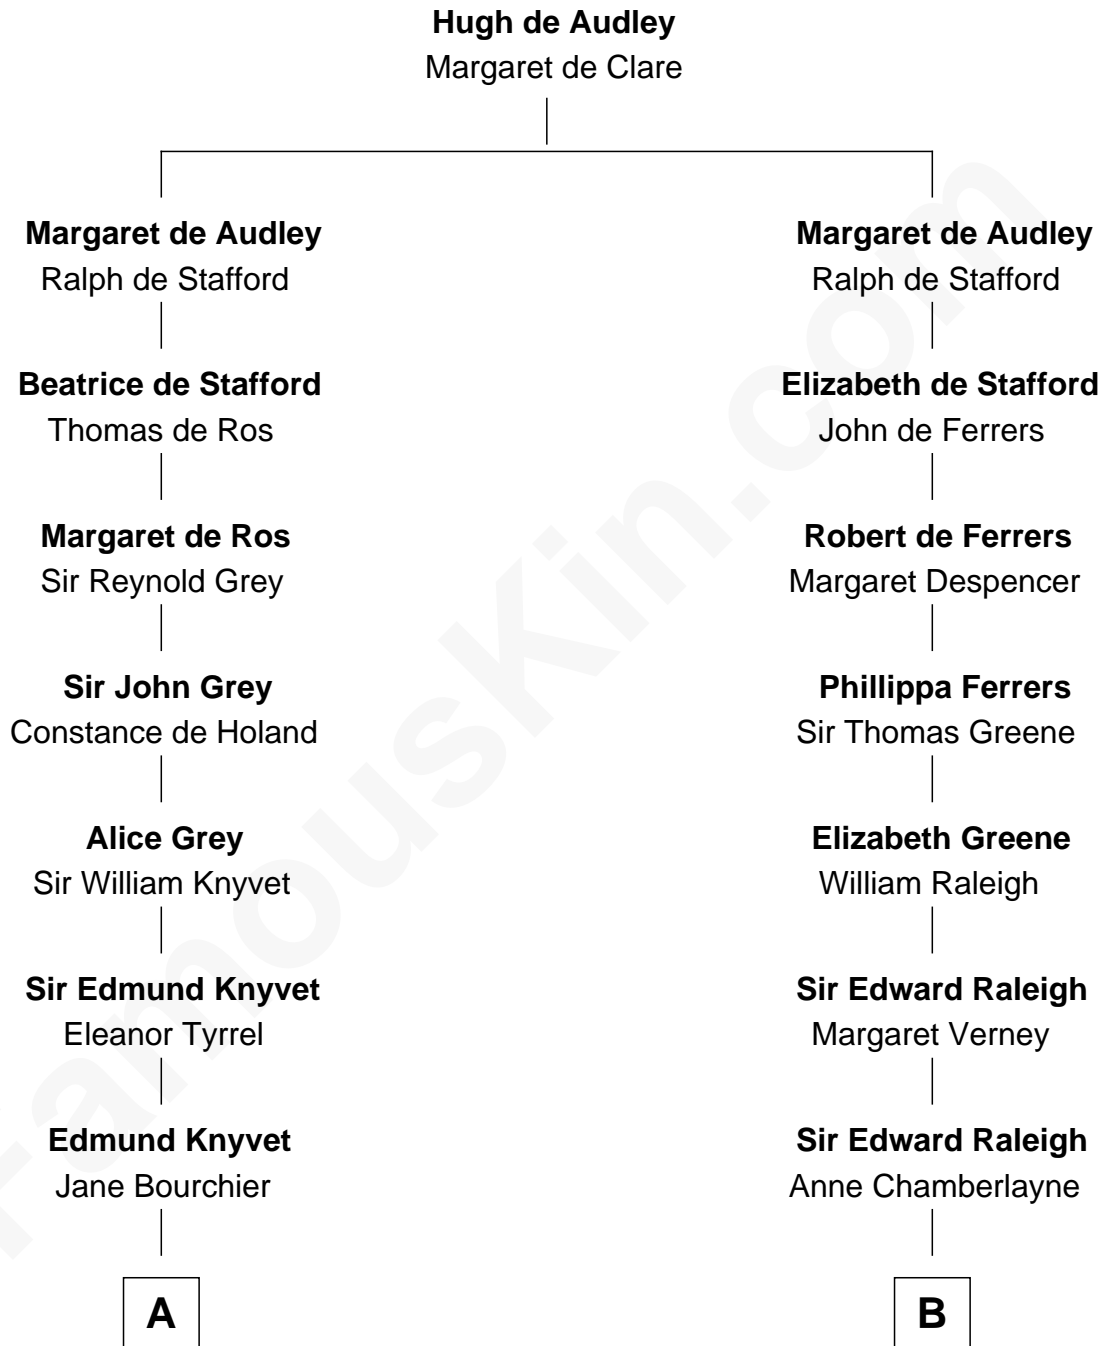 Hugh de Audley
Margaret de Clare
Margaret de Audley
Ralph de Stafford
Margaret de Audley
Ralph de Stafford
Beatrice de Stafford
Thomas de Ros
Elizabeth de Stafford
John de Ferrers
Margaret de Ros
Sir Reynold Grey
Robert de Ferrers
Margaret Despencer
Sir John Grey
Constance de Holand
Phillippa Ferrers
Sir Thomas Greene
Alice Grey
Sir William Knyvet
Elizabeth Greene
William Raleigh
Sir Edmund Knyvet
Eleanor Tyrrel
Sir Edward Raleigh
Margaret Verney
Edmund Knyvet
Jane Bourchier
Sir Edward Raleigh
Anne Chamberlayne
A
B
FamousKin.com